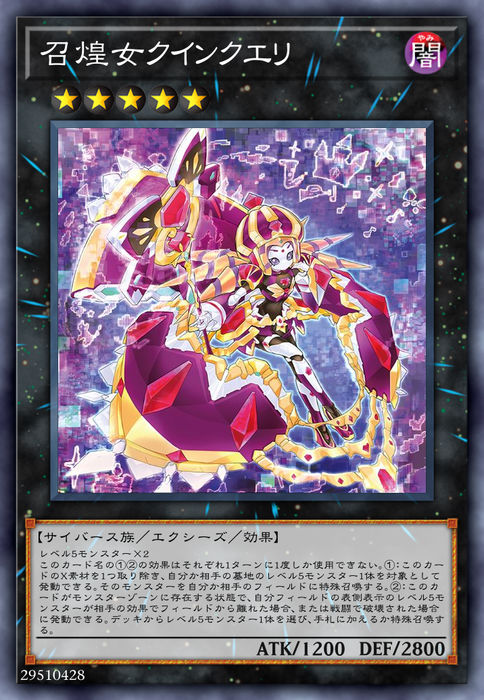 召煌女クインクエリ
やみ
闇
【サイバース族/エクシーズ/効果】
レベル5モンスター×2
このカード名の①②の効果はそれぞれ1ターンに1度しか使用できない。①:このカー
ドのX素材を1つ取り除き、自分か相手の墓地のレベル5モンスター1体を対象として
発動できる。そのモンスターを自分か相手のフィールドに特殊召喚する。②:このカ
ードがモンスターゾーンに存在する状態で、自分フィールドの表側表示のレベル5モ
ンスターが相手の効果でフィールドから離れた場合、または戦闘で破壊された場合
に発動できる。デッキからレベル5モンスター1体を選び、手札に加えるか特殊召喚す
る。
ATK/1200 DEF/2800
29510428